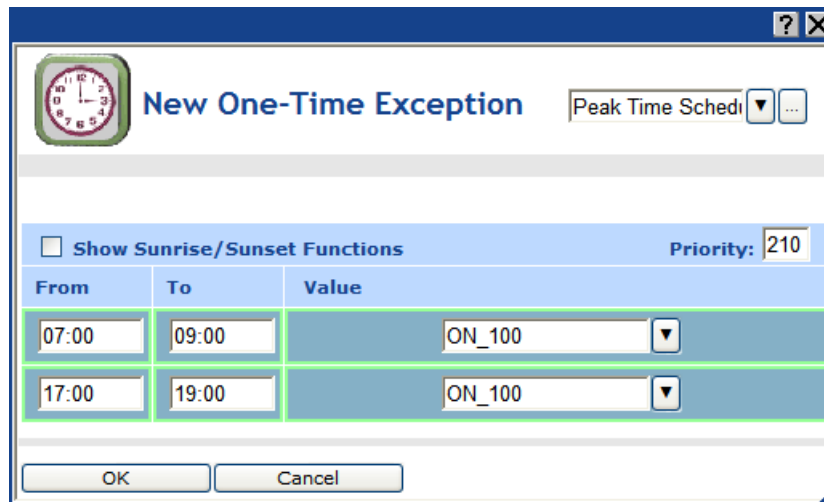 ? X
New One-Time Exception
Peak Time Schedu ...
Show Sunrise/Sunset Functions Priority: 210
From To Value
07:00 09:00 ON_100
17:00 19:00 ON_100
OK Cancel